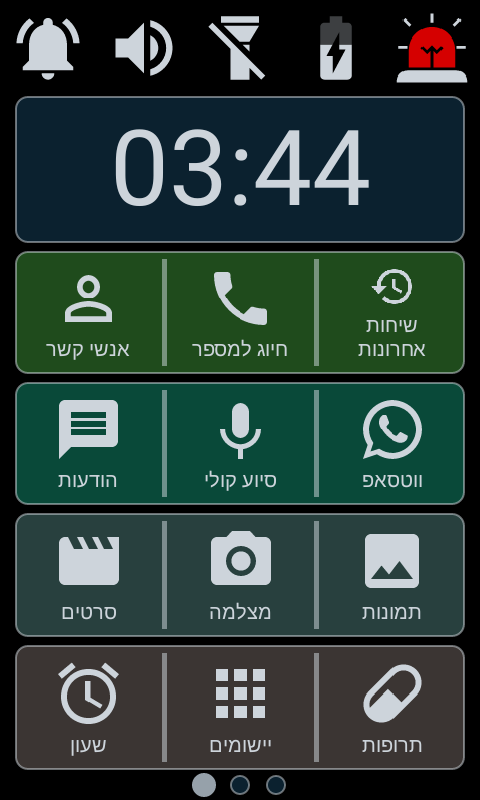 03:44
שיחות
אחרונות
חיוג למספר
אנשי קשר
ווטסאפ
סיוע קולי
הודעות
תמונות
מצלמה
סרטים
תרופות
יישומים
שעון